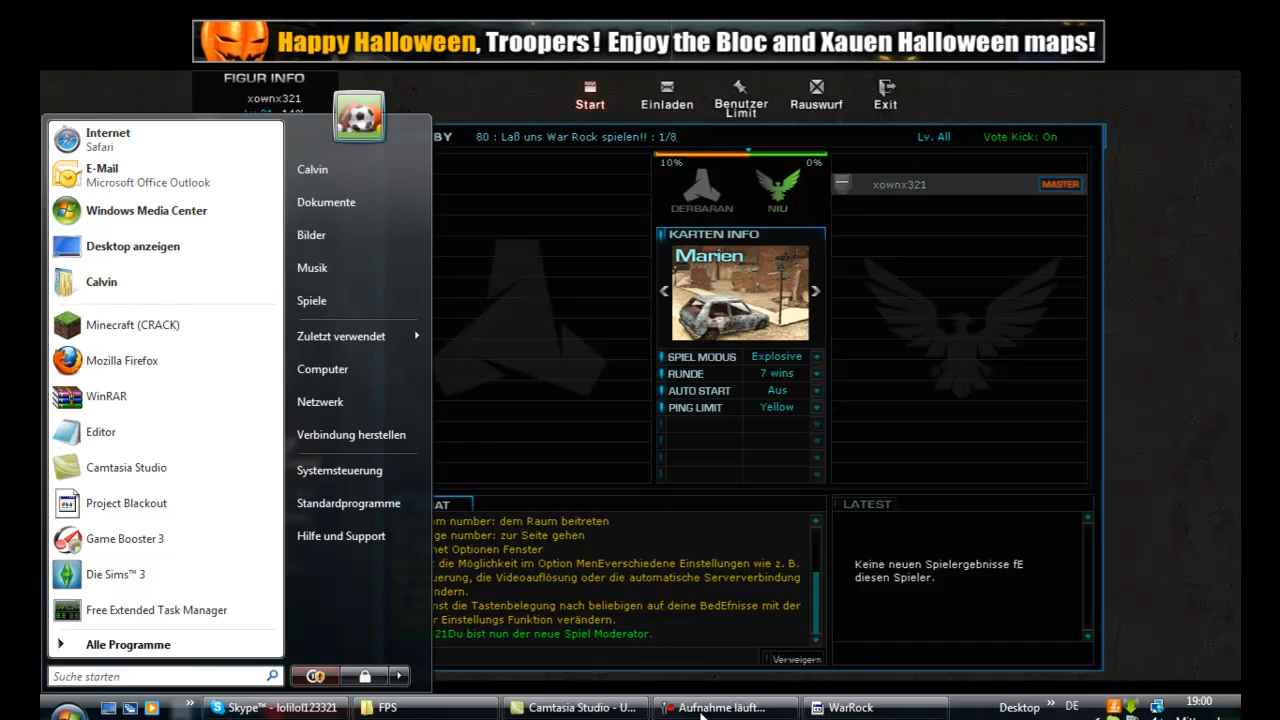 Happy Halloween, Troopers! Enjoy the Bloc and Xauen Halloween maps!
FIGUR INFO
xownx321
Start
Einladen
Benutzer
Limit
Rauswurf
Exit
BY
80 : Laß uns War Rock spielen!! : 1/8
Lv. All
Vote Kick: On
10%
0%
DERBARAN
NIU
xownx321
MASTER
KARTEN INFO
Marien
SPIEL MODUS Explosive
RUNDE 7 wins
AUTO START Aus
PING LIMIT Yellow
AT
om number: dem Raum beitreten
ge number: zur Seite gehen
net Optionen Fenster
r die Möglichkeit im Option MenEVerschiedene Einstellungen wie z. B.
euerung, die Videoauflösung oder die automatische Serververbindung
ndern.
nst die Tastenbelegung nach beliebigen auf deine BedEfnisse mit der
r Einstellungs Funktion verändern.
21Du bist nun der neue Spiel Moderator.
Verweigern
LATEST
Keine neuen Spielergebnisse fE
diesen Spieler.
Internet
Safari
E-Mail
Microsoft Office Outlook
Windows Media Center
Desktop anzeigen
Calvin
Minecraft (CRACK)
Mozilla Firefox
WinRAR
Editor
Camtasia Studio
Project Blackout
Game Booster 3
Die Sims™ 3
Free Extended Task Manager
Alle Programme
Suche starten
Calvin
Dokumente
Bilder
Musik
Spiele
Zuletzt verwendet
Computer
Netzwerk
Verbindung herstellen
Systemsteuerung
Standardprogramme
Hilfe und Support
Skype™ - lolilol123321
FPS
Camtasia Studio - U...
Aufnahme läuft...
WarRock
Desktop
DE
19:00